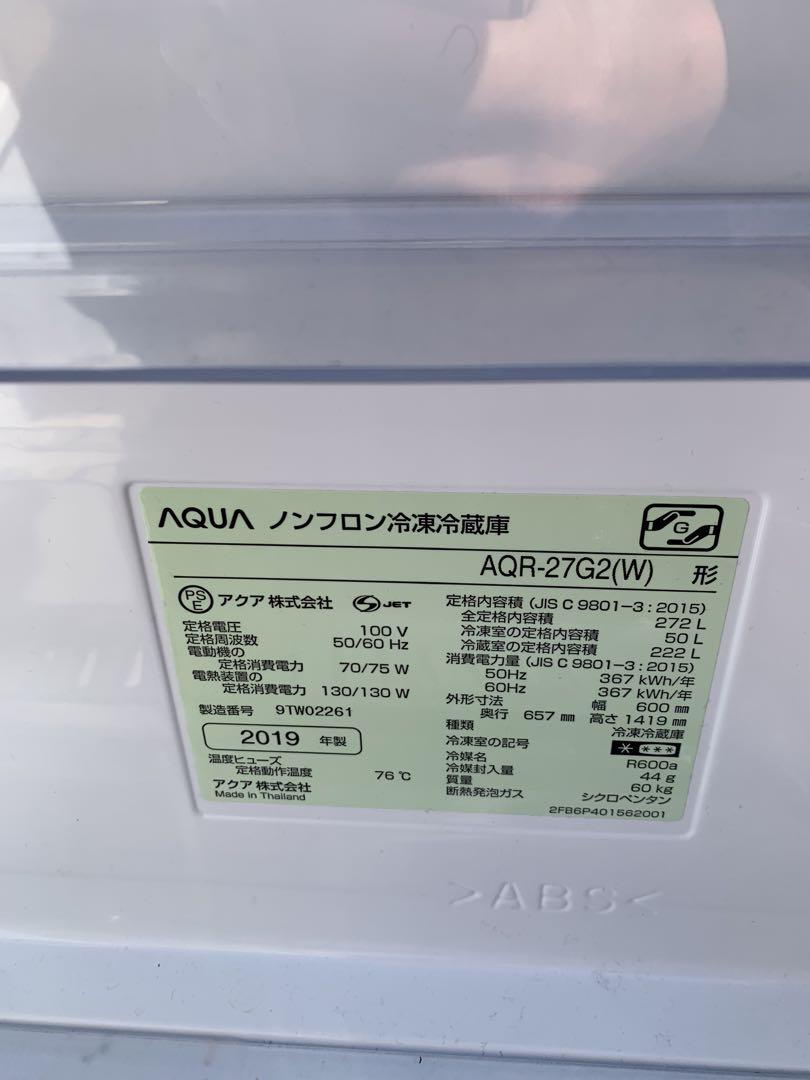 AQUA ノンフロン冷凍冷蔵庫
G
AQR-27G2(W) 形
PSE アクア株式会社 S JET
定格電圧 100 V
定格周波数 50/60 Hz
電動機の
定格消費電力 70/75 W
電熱装置の
定格消費電力 130/130 W
製造番号 9TW02261
2019 年製
温度ヒューズ
定格動作温度 76 ℃
アクア株式会社
Made in Thailand
定格内容積 (JIS C 9801-3:2015)
全定格内容積 272 L
冷凍室の定格内容積 50 L
冷蔵室の定格内容積 222 L
消費電力量 (JIS C 9801-3:2015)
50Hz 367 kWh/年
60Hz 367 kWh/年
外形寸法 幅 600 mm
奥行 657 mm 高さ 1419 mm
種類 冷凍冷蔵庫
冷凍室の記号 * ***
冷媒名 R600a
冷媒封入量 44 g
質量 60 kg
断熱発泡ガス シクロペンタン
2FB6P401562001
>ABS<